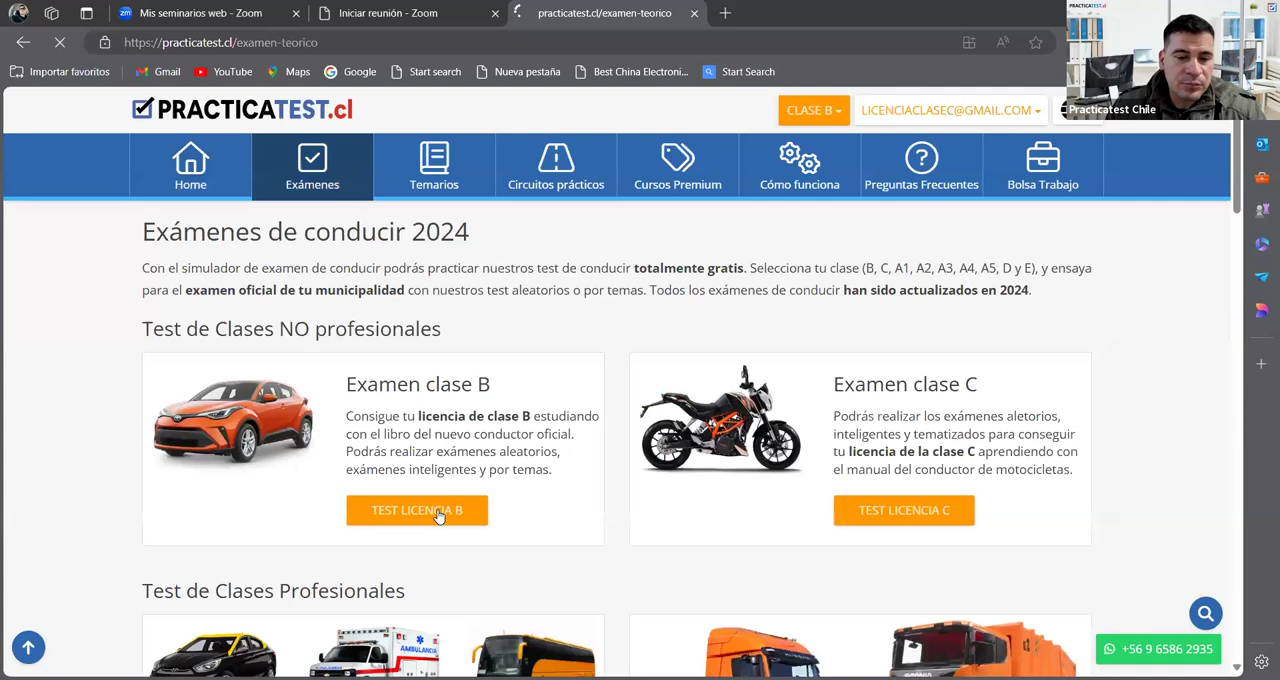 Mis seminarios web - Zoom
Iniciar reunión - Zoom
practicatest.cl/examen-teorico
https://practicatest.cl/examen-teorico
Importar favoritos
Gmail
YouTube
Maps
Google
Start search
Nueva pestaña
Best China Electroni...
Start Search
PRACTICATEST.cl
Practicatest Chile
PRACTICATEST.cl
CLASE B
LICENCIACLASEC@GMAIL.COM
Home
Exámenes
Temarios
Circuitos prácticos
Cursos Premium
Cómo funciona
Preguntas Frecuentes
Bolsa Trabajo
Exámenes de conducir 2024
Con el simulador de examen de conducir podrás practicar nuestros test de conducir totalmente gratis. Selecciona tu clase (B, C, A1, A2, A3, A4, A5, D y E), y ensaya
para el examen oficial de tu municipalidad con nuestros test aleatorios o por temas. Todos los exámenes de conducir han sido actualizados en 2024.
Test de Clases NO profesionales
Examen clase B
Consigue tu licencia de clase B estudiando
con el libro del nuevo conductor oficial.
Podrás realizar exámenes aleatorios,
exámenes inteligentes y por temas.
TEST LICENCIA B
Examen clase C
Podrás realizar los exámenes aletorios,
inteligentes y tematizados para conseguir
tu licencia de la clase C aprendiendo con
el manual del conductor de motocicletas.
TEST LICENCIA C
Test de Clases Profesionales
AMBULANCIA
+56 9 6586 2935